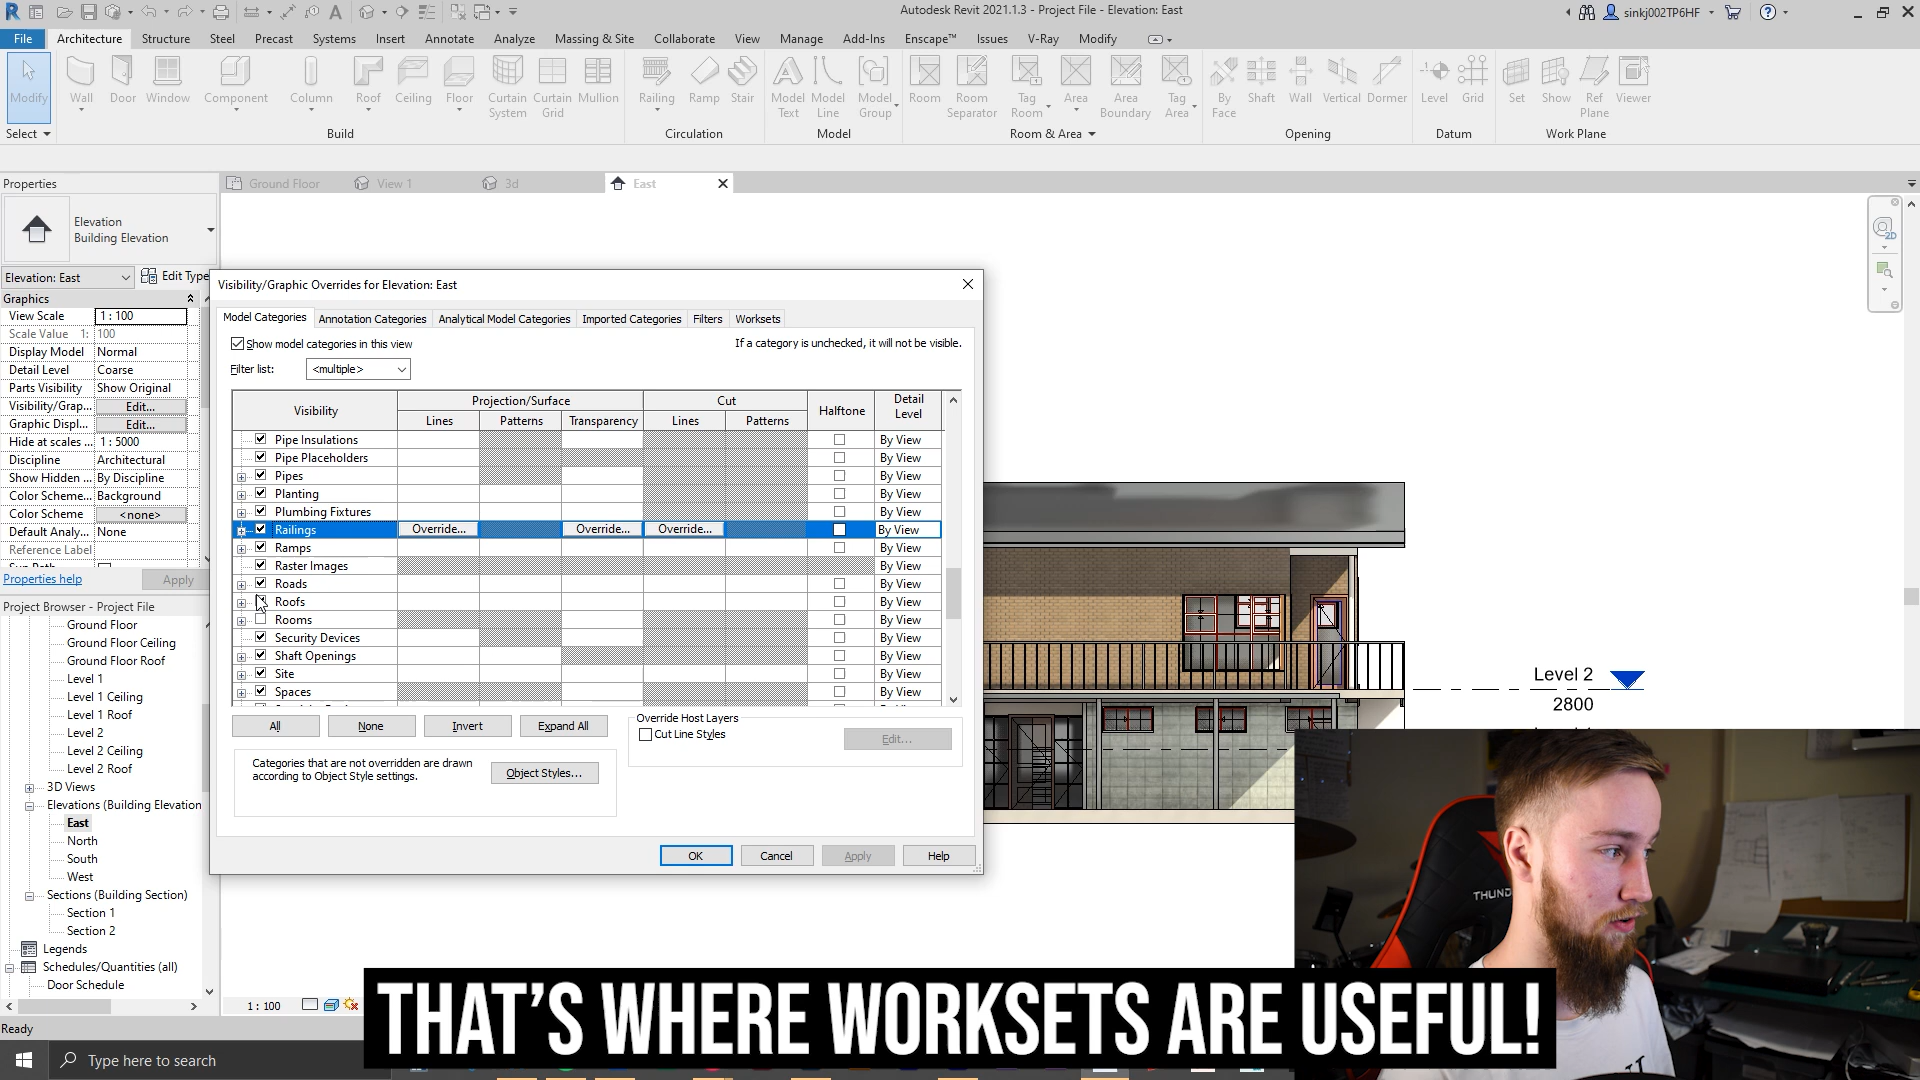 Autodesk Revit 2021.1.3 - Project File - Elevation: East
sinkj002TP6HF
File Architecture Structure Steel Precast Systems Insert Annotate Analyze Massing & Site Collaborate View Manage Add-Ins Enscape™ Issues V-Ray Modify
Modify Wall Door Window Component Column Roof Ceiling Floor Curtain System Curtain Grid Mullion Railing Ramp Stair Model Text Model Line Model Group Room Room Separator Tag Room Area Area Boundary Tag Area By Face Shaft Wall Vertical Dormer Level Grid Set Show Ref Plane Viewer
Select Build Circulation Model Room & Area Opening Datum Work Plane
Properties
Ground Floor View 1 3d East
Elevation
Building Elevation
Elevation: East Edit Type
Graphics
View Scale 1 : 100
Scale Value 1: 100
Display Model Normal
Detail Level Coarse
Parts Visibility Show Original
Visibility/Grap... Edit...
Graphic Displ... Edit...
Hide at scales ... 1 : 5000
Discipline Architectural
Show Hidden ... By Discipline
Color Scheme... Background
Color Scheme <none>
Default Analy... None
Reference Label
Properties help Apply
Project Browser - Project File
Ground Floor
Ground Floor Ceiling
Ground Floor Roof
Level 1
Level 1 Ceiling
Level 1 Roof
Level 2
Level 2 Ceiling
Level 2 Roof
3D Views
Elevations (Building Elevation
East
North
South
West
Sections (Building Section)
Section 1
Section 2
Legends
Schedules/Quantities (all)
Door Schedule
Visibility/Graphic Overrides for Elevation: East
Model Categories Annotation Categories Analytical Model Categories Imported Categories Filters Worksets
Show model categories in this view
If a category is unchecked, it will not be visible.
Filter list: <multiple>
Visibility Projection/Surface Cut Halftone Detail Level
Lines Patterns Transparency Lines Patterns
Pipe Insulations By View
Pipe Placeholders By View
Pipes By View
Planting By View
Plumbing Fixtures By View
Railings Override... Override... Override... By View
Ramps By View
Raster Images By View
Roads By View
Roofs By View
Rooms By View
Security Devices By View
Shaft Openings By View
Site By View
Spaces By View
All None Invert Expand All
Override Host Layers
Cut Line Styles Edit...
Categories that are not overridden are drawn
according to Object Style settings.
Object Styles...
OK Cancel Apply Help
Level 2
2800
THUND
1 : 100
THAT'S WHERE WORKSETS ARE USEFUL!
Ready
Type here to search